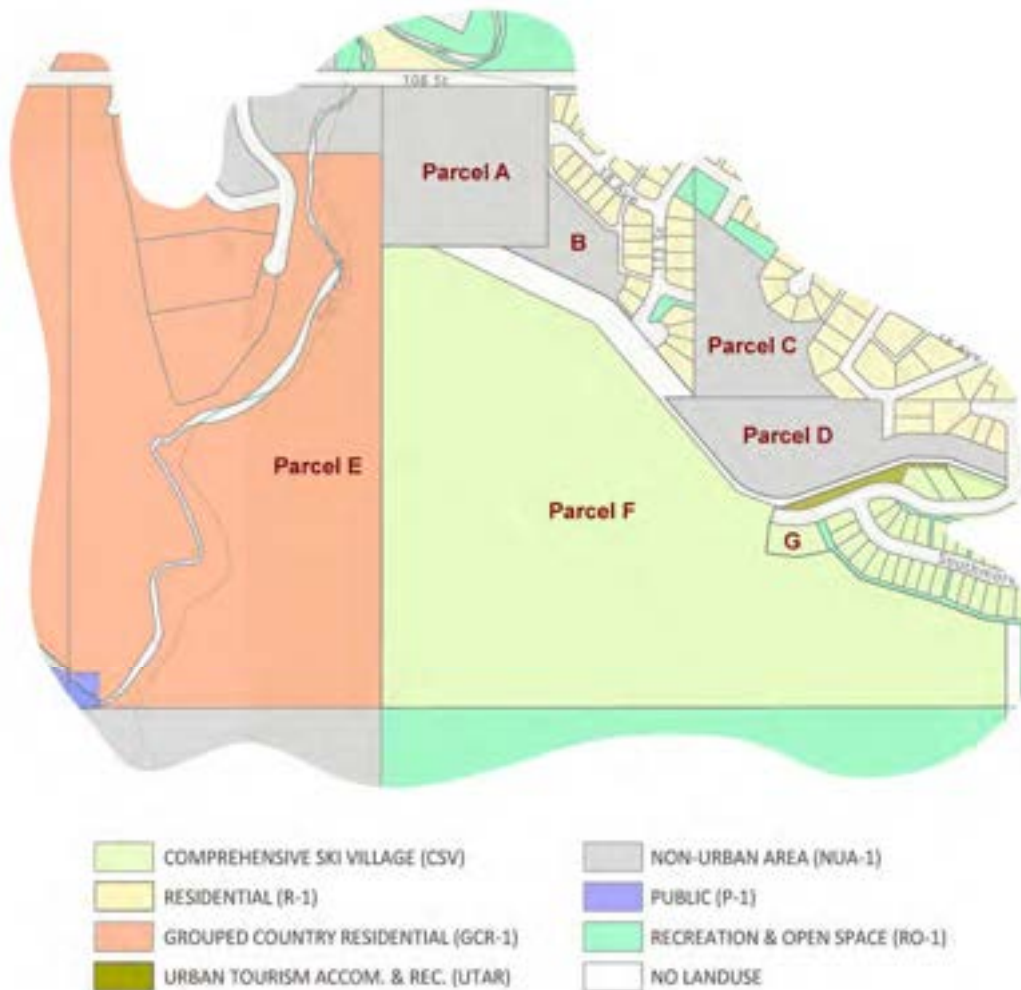 108 St
Parcel A
B
Parcel C
Parcel D
Parcel E
Parcel F
G
COMPREHENSIVE SKI VILLAGE (CSV)
RESIDENTIAL (R-1)
GROUPED COUNTRY RESIDENTIAL (GCR-1)
URBAN TOURISM ACCOM. & REC. (UTAR)
NON-URBAN AREA (NUA-1)
PUBLIC (P-1)
RECREATION & OPEN SPACE (RO-1)
NO LANDUSE